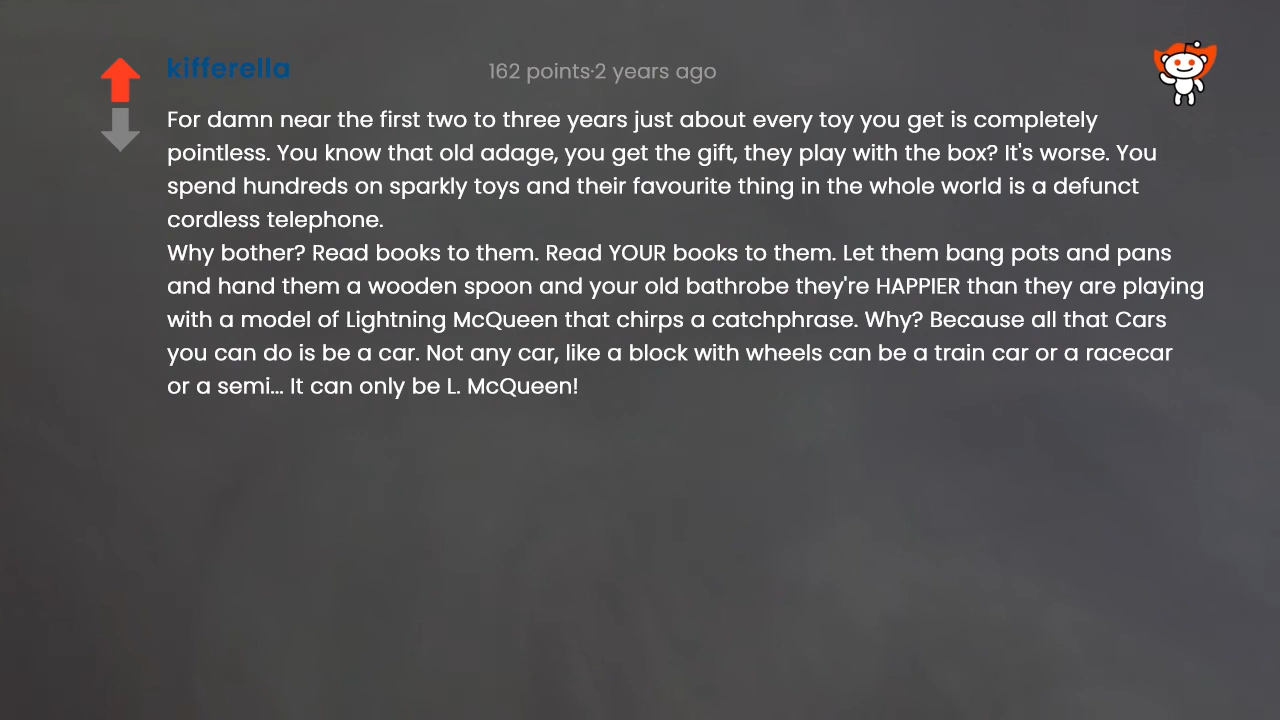 kifferella
162 points·2 years ago
For damn near the first two to three years just about every toy you get is completely
pointless. You know that old adage, you get the gift, they play with the box? It's worse. You
spend hundreds on sparkly toys and their favourite thing in the whole world is a defunct
cordless telephone.
Why bother? Read books to them. Read YOUR books to them. Let them bang pots and pans
and hand them a wooden spoon and your old bathrobe they're HAPPIER than they are playing
with a model of Lightning McQueen that chirps a catchphrase. Why? Because all that Cars
you can do is be a car. Not any car, like a block with wheels can be a train car or a racecar
or a semi... It can only be L. McQueen!